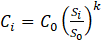 C_i = C_0 (S_i / S_0)^k